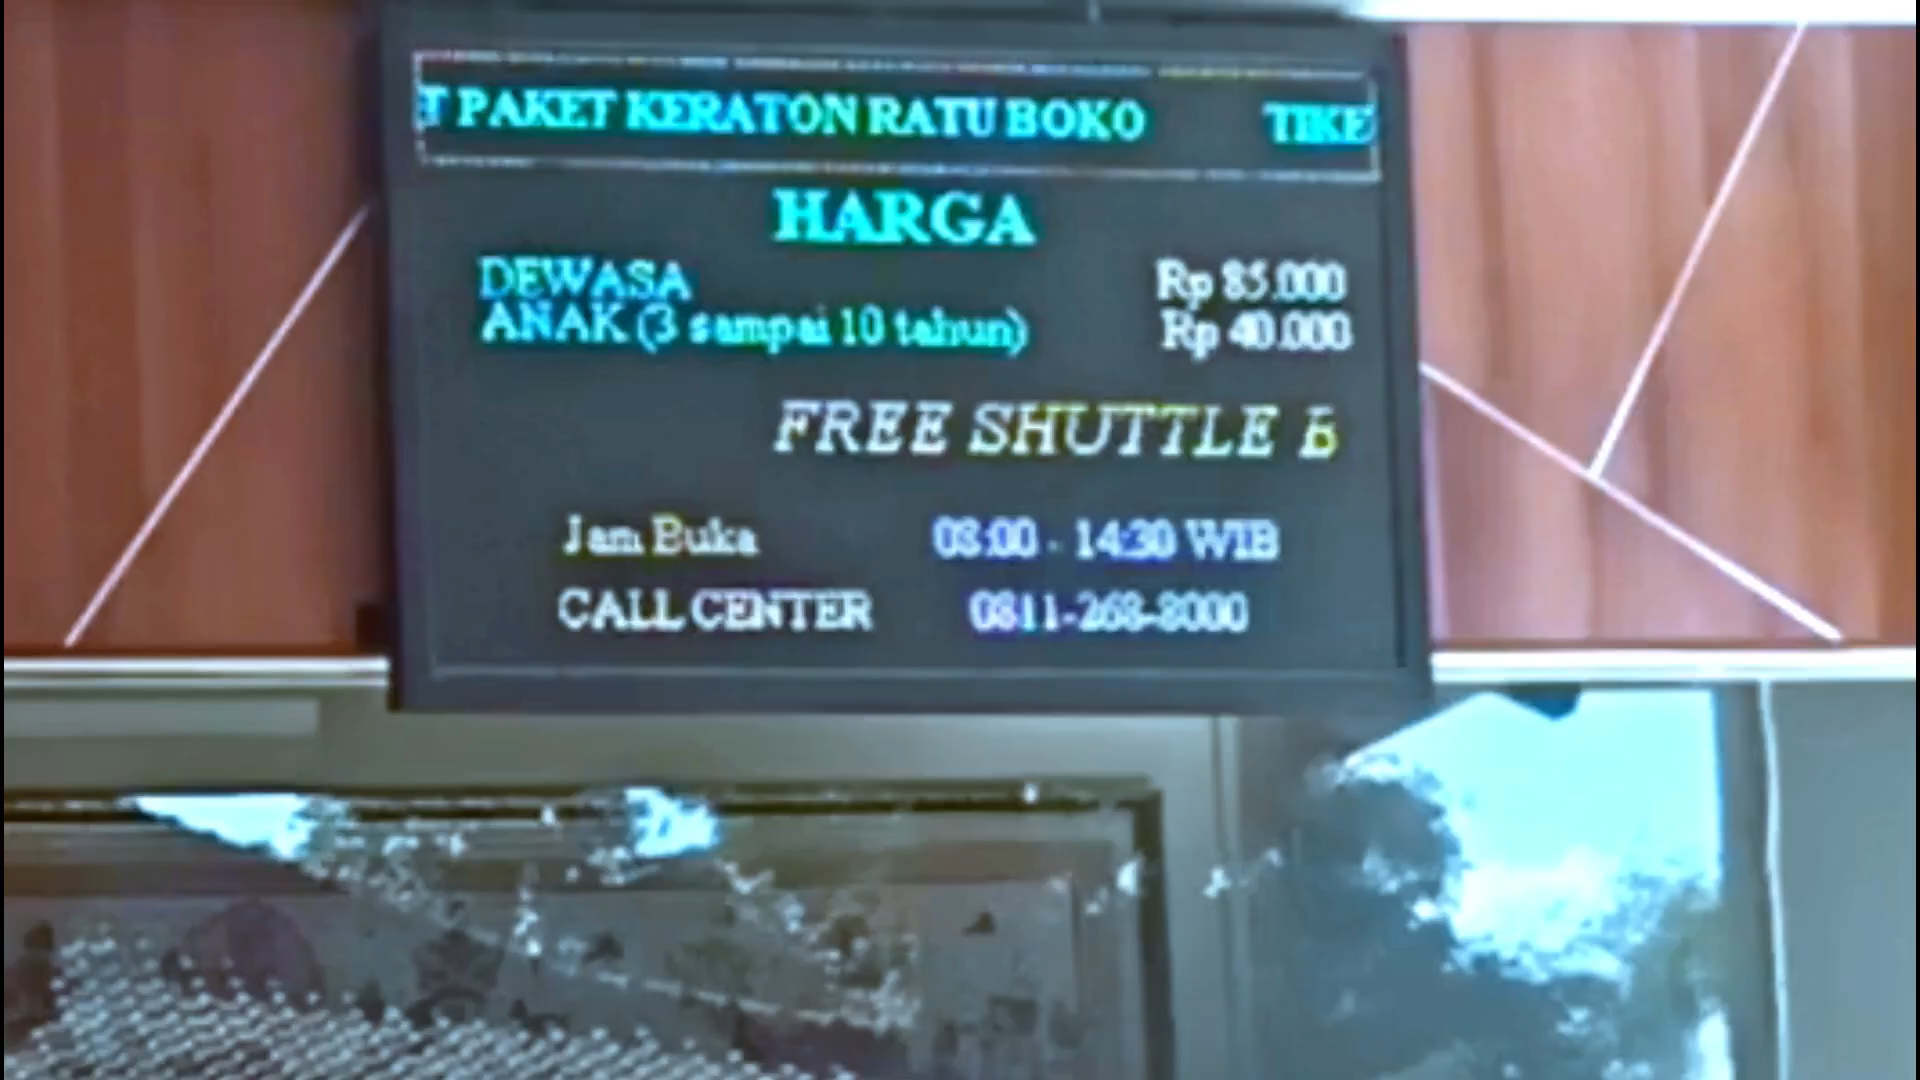 T PAKET KERATON RATU BOKO TIKE
HARGA
DEWASA Rp 85.000
ANAK (3 sampai 10 tahun) Rp 40.000
FREE SHUTTLE B
Jam Buka 08:00 - 14:30 WIB
CALL CENTER 0811-268-8000